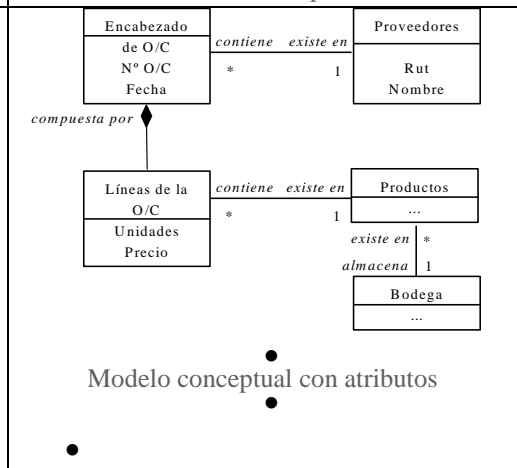 Encabezado
de O/C
Nº O/C
Fecha
contiene existe en
* 1
Proveedores
Rut
Nombre
compuesta por
Líneas de la
O/C
Unidades
Precio
contiene existe en
* 1
Productos
...
existe en *
almacena 1
Bodega
...
Modelo conceptual con atributos